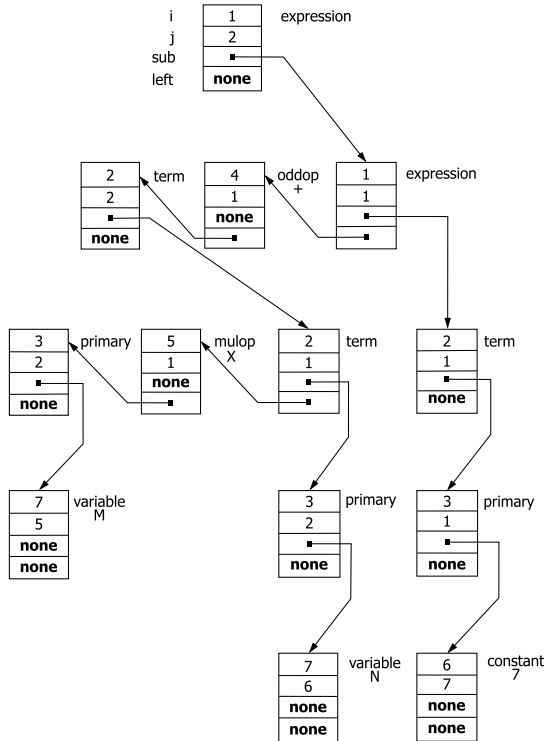 i 1 expression
j 2
sub
left none
2 term 4 oddop 1 expression
2 1 + 1
none
none
3 primary 5 mulop 2 term 2 term
2 1 X 1 1
none
none none
7 variable 3 primary 3 primary
5 M 2 1
none
none none none
7 variable 6 constant
6 N 7 7
none none
none none